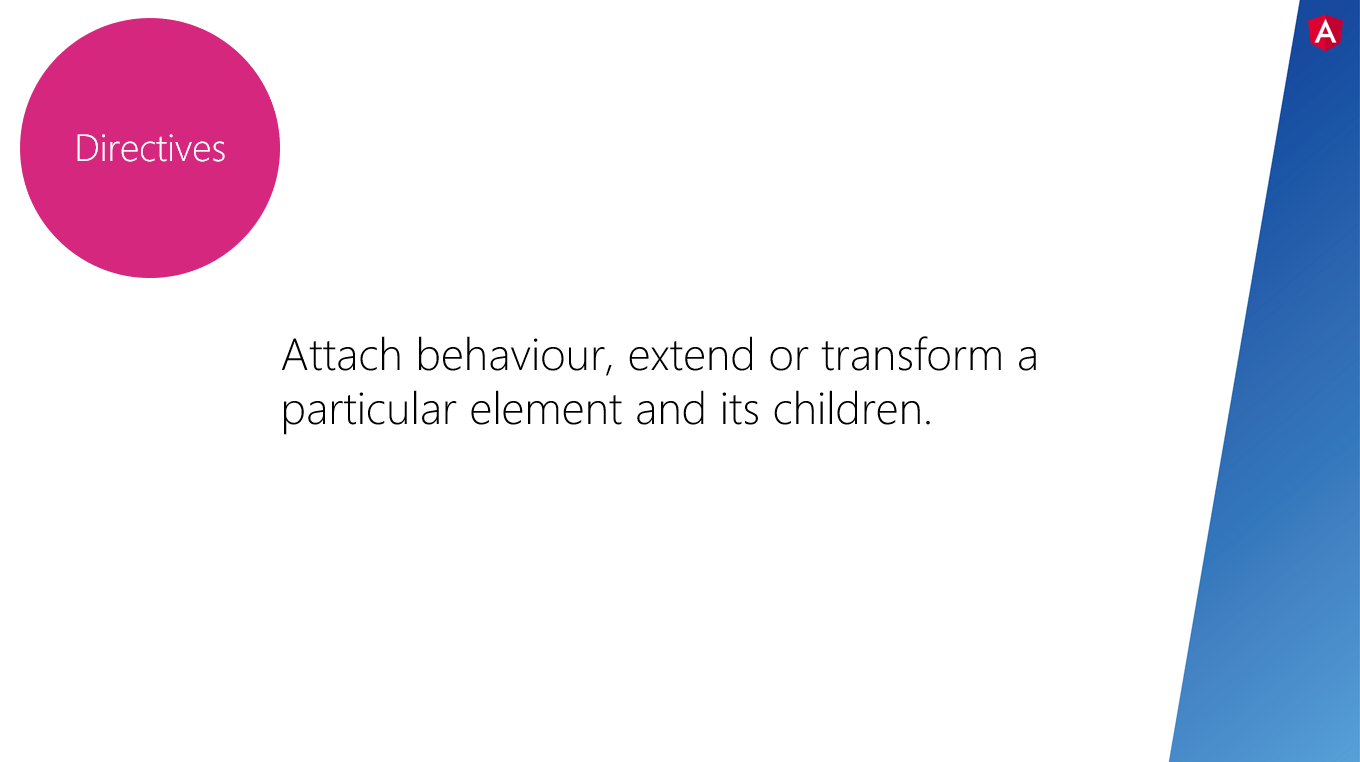 Directives
Attach behaviour, extend or transform a
particular element and its children.